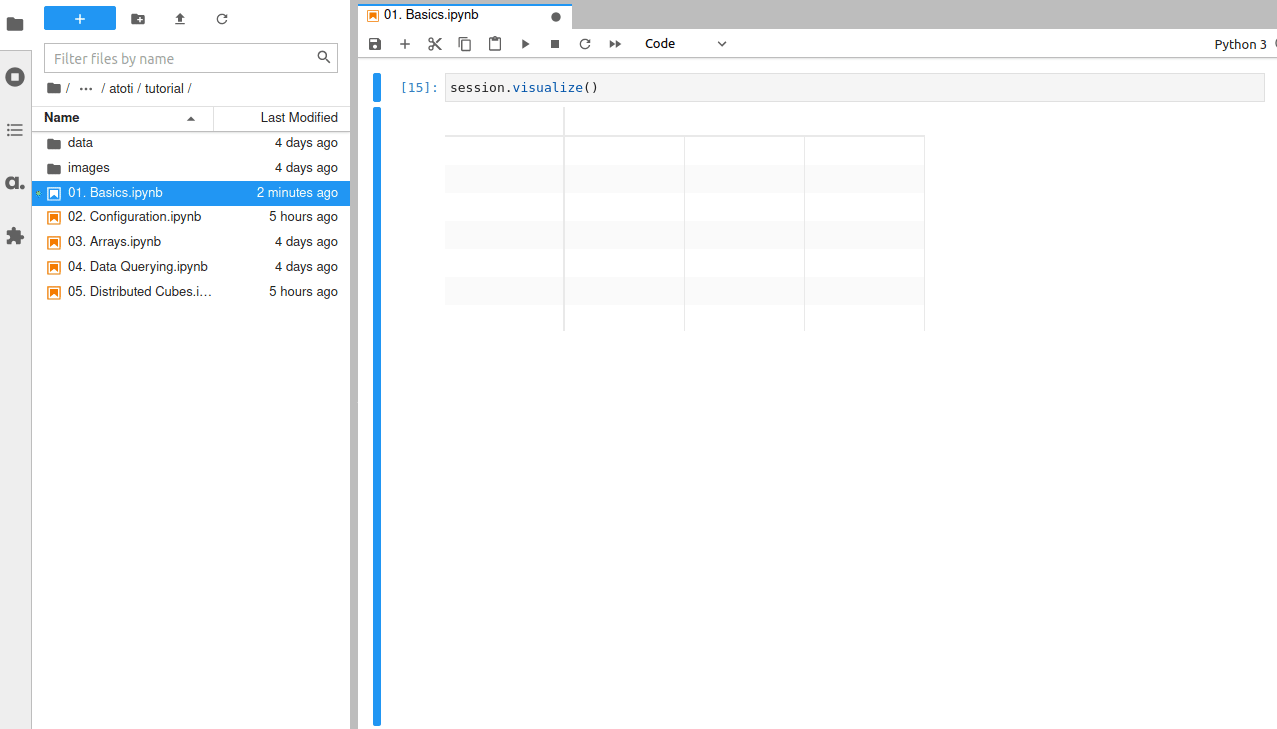 01. Basics.ipynb
Code
Python 3
Filter files by name
/ ... / atoti / tutorial /
Name Last Modified
data 4 days ago
images 4 days ago
01. Basics.ipynb 2 minutes ago
02. Configuration.ipynb 5 hours ago
03. Arrays.ipynb 4 days ago
04. Data Querying.ipynb 4 days ago
05. Distributed Cubes.i… 5 hours ago
a.
[15]: session.visualize()